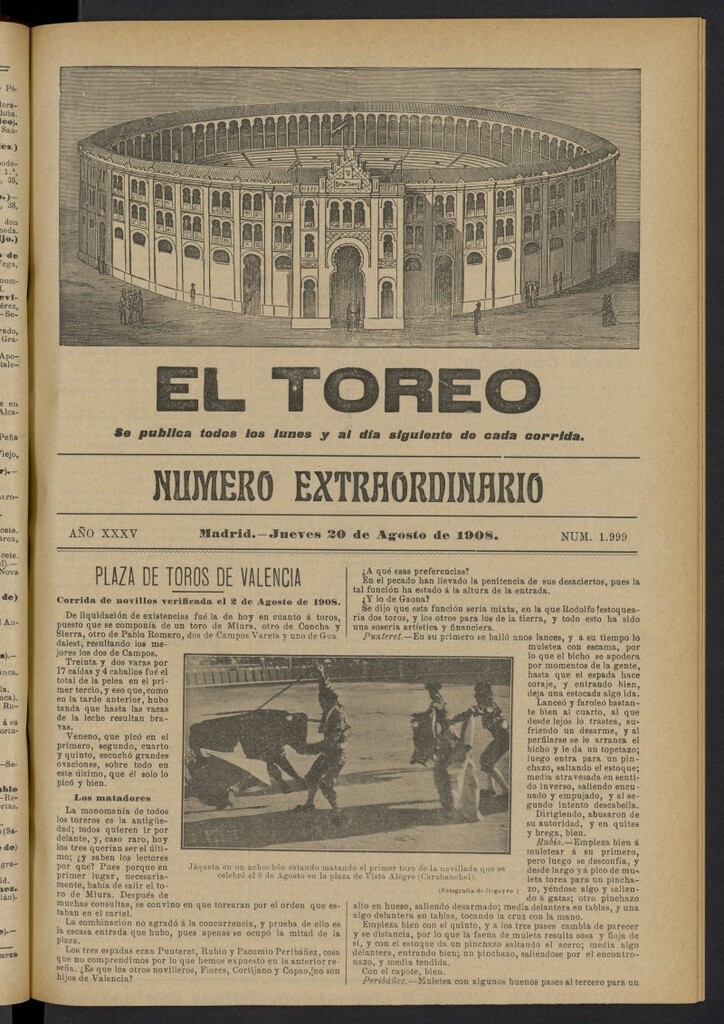 EL TOREO
Se publica todos los lunes y al día siguiente de cada corrida.
NUMERO EXTRAORDINARIO
AÑO XXXV
Madrid.—Jueves 20 de Agosto de 1908.
NUM. 1.999
PLAZA DE TOROS DE VALENCIA
Corrida de novillos verificada el 2 de Agosto de 1908.
De liquidación de existencias fué la de hoy en cuanto á toros,
puesto que se componía de un toro de Miura, otro de Concha y
Sierra, otro de Pablo Romero, dos de Campos Varela y uno de Gua
dalest, resultando los me-
jores los dos de Campos.
Treinta y dos varas por
17 caídas y 4 caballos fué el
total de la pelea en el pri-
mer tercio, y eso que, como
en la tarde anterior, hubo
tanda que hasta las vacas
de la leche resultan bra-
vas.
Veneno, que picó en el
primero, segundo, cuarto
y quinto, escuchó grandes
ovaciones, sobre todo en
este último, que él solo lo
picó y bien.
Los matadores
La monomanía de todos
los toreros es la antigüe-
dad; todos quieren ir por
delante, y, caso raro, hoy
los tres querían ser el últi-
mo; ¿y saben los lectores
por qué? Pues porque en
primer lugar, necesaria-
mente, había de salir el to-
ro de Miura. Después de
muchas consultas, se convino en que torearan por el orden que es-
taban en el cartel.
La combinación no agradó á la concurrencia, y prueba de ello es
la escasa entrada que hubo, pues apenas se ocupó la mitad de la
plaza.
Los tres espadas eran Punteret, Rubio y Pacomio Peribáñez, cosa
que no comprendimos por lo que hemos expuesto en la anterior re-
seña. ¿Es que los otros novilleros, Flores, Cortijano y Copao, ¿no son
hijos de Valencia?
¿A qué esas preferencias?
En el pecado han llevado la penitencia de sus desaciertos, pues la
tal función ha estado á la altura de la entrada.
¿Y lo de Gaona?
Se dijo que esta función sería mixta, en la que Rodolfo estoquea-
ría dos toros, y los otros para los de la tierra, y todo esto ha sido
una sosería artística y financiera.
Punteret.—En su primero se bailó unos lances, y á su tiempo lo
muletea con escama, por
lo que el bicho se apodera
por momentos de la gente,
hasta que el espada hace
coraje, y entrando bien,
deja una estocada algo ida.
Lanceó y faroleó bastan-
te bien al cuarto, al que
desde lejos lo trastea, su-
friendo un desarme, y al
perfilarse se le arranca el
bicho y le da un topetazo;
luego entra para un pin-
chazo, saltando el estoque;
media atravesada en senti-
do inverso, saliendo encu-
nado y empujado, y al se-
gundo intento descabella.
Dirigiendo, abusaron de
su autoridad, y en quites
y brega, bien.
Rubio.—Empieza bien á
muletear á su primero,
pero luego se desconfía, y
desde largo y á pico de mu-
leta torea para un pincha-
zo, yéndose algo y salien-
do á gatas; otro pinchazo
alto en hueso, saliendo desarmado; media delantera en tablas, y una
algo delantera en tablas, tocando la cruz con la mano.
Empieza bien con el quinto, y á los tres pases cambia de parecer
y se distancia, por lo que la faena de muleta resulta sosa y floja de
sí, y con el estoque da un pinchazo saltando el acero; media algo
delantera, entrando bien; un pinchazo, saliéndose por el encontro-
nazo, y media tendida.
Con el capote, bien.
Peribáñez.—Muletea con algunos buenos pases al tercero para un
Jáqueta en un achuchón estando matando el primer toro de la novillada que se
celebró el 9 de Agosto en la plaza de Vista Alegre (Carabanchel).
(Fotografía de Irigoyen)